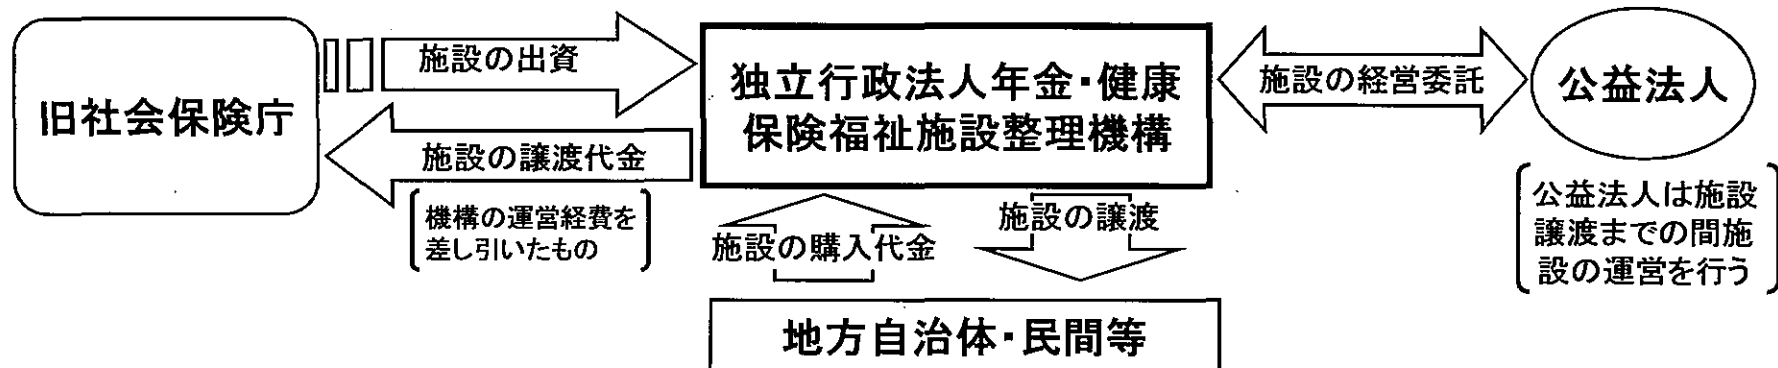 旧社会保険庁
施設の出資
施設の譲渡代金
機構の運営経費を
差し引いたもの
独立行政法人年金・健康
保険福祉施設整理機構
施設の経営委託
公益法人
公益法人は施設
譲渡までの間施
設の運営を行う
施設の購入代金
施設の譲渡
地方自治体・民間等